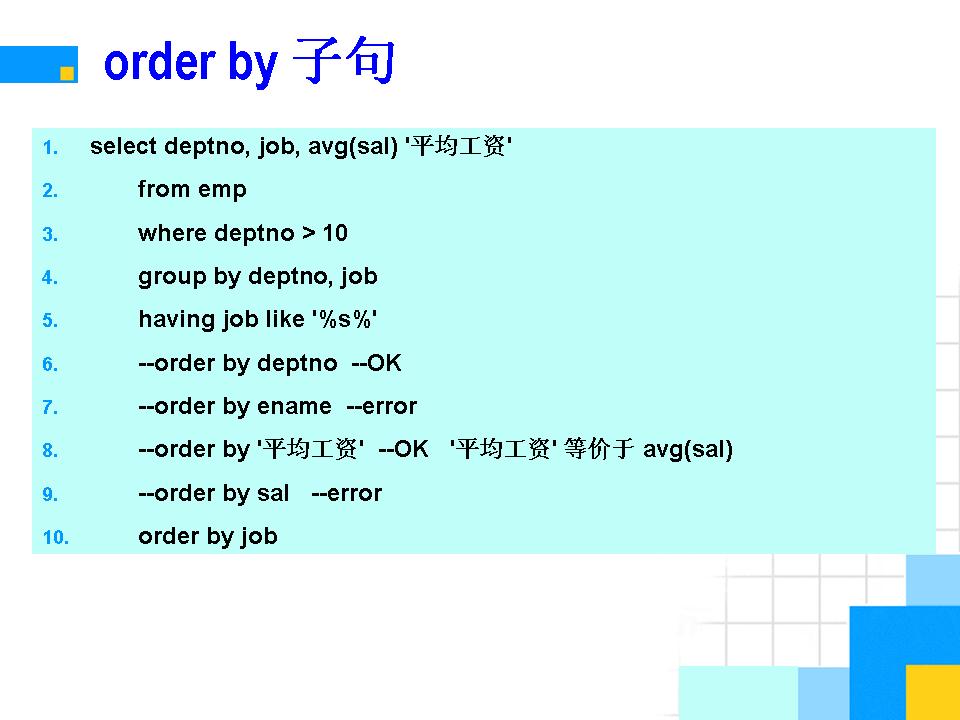 order by 子句
1. select deptno, job, avg(sal) '平均工资'
2. from emp
3. where deptno > 10
4. group by deptno, job
5. having job like '%s%'
6. --order by deptno --OK
7. --order by ename --error
8. --order by '平均工资' --OK '平均工资' 等价于 avg(sal)
9. --order by sal --error
10. order by job